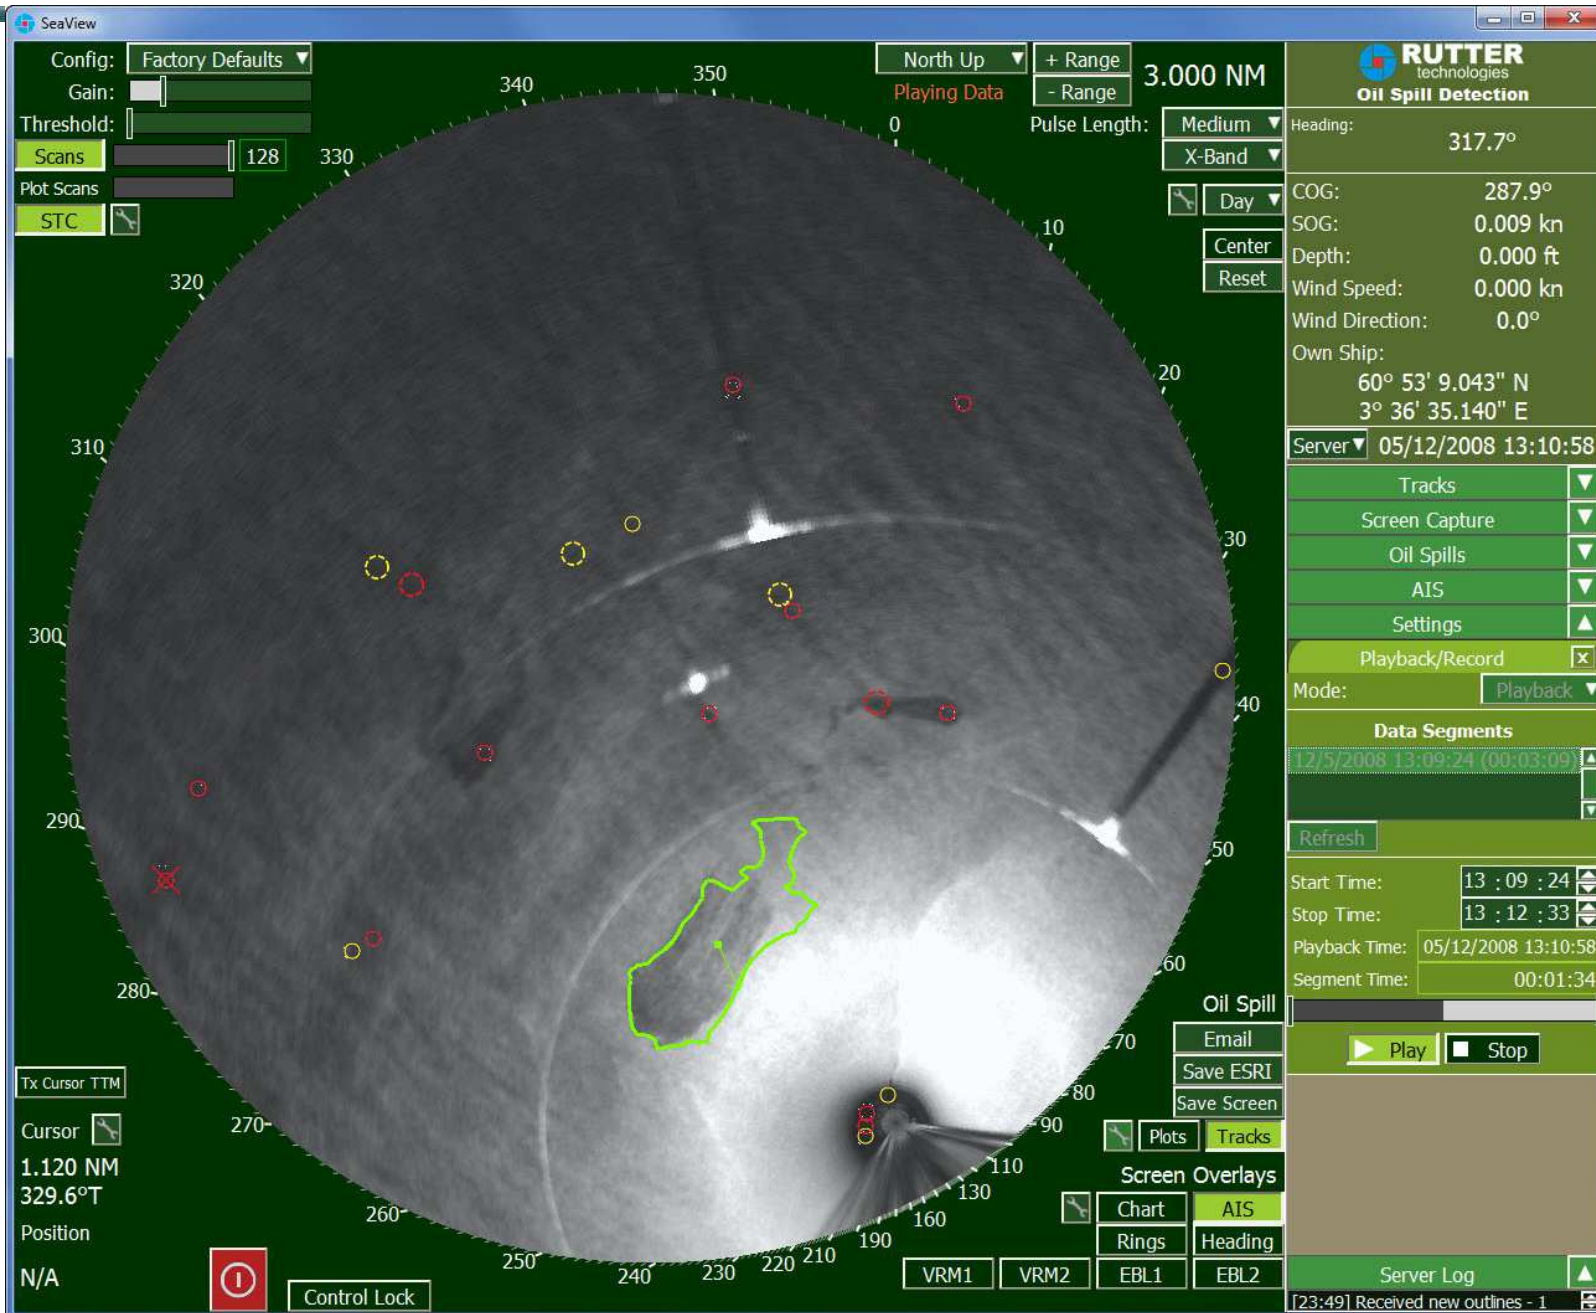 SeaView
Config: Factory Defaults
Gain:
Threshold:
Scans 128
Plot Scans
STC
North Up
Playing Data
+ Range
- Range
3.000 NM
Pulse Length: Medium
X-Band
Day
Center
Reset
340
350
0
330
10
320
20
310
30
300
40
290
50
280
60
270
70
80
90
260
110
130
250
160
240
230
220
210
190
Tx Cursor TTM
Cursor
1.120 NM
329.6°T
Position
N/A
Control Lock
Oil Spill
Email
Save ESRI
Save Screen
Plots Tracks
Screen Overlays
Chart AIS
Rings Heading
VRM1 VRM2 EBL1 EBL2
RUTTER
technologies
Oil Spill Detection
Heading: 317.7°
COG: 287.9°
SOG: 0.009 kn
Depth: 0.000 ft
Wind Speed: 0.000 kn
Wind Direction: 0.0°
Own Ship:
60° 53' 9.043" N
3° 36' 35.140" E
Server 05/12/2008 13:10:58
Tracks
Screen Capture
Oil Spills
AIS
Settings
Playback/Record X
Mode: Playback
Data Segments
12/5/2008 13:09:24 (00:03:09)
Refresh
Start Time: 13 : 09 : 24
Stop Time: 13 : 12 : 33
Playback Time: 05/12/2008 13:10:58
Segment Time: 00:01:34
Play Stop
Server Log
[23:49] Received new outlines - 1